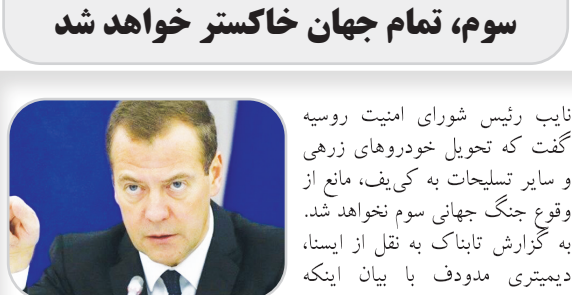 سوم، تمام جهان خاکستر خواهد شد
نایب رئیس شورای امنیت روسیه
گفت که تحویل خودروهای زرهی
و سایر تسلیحات به کی‌یف، مانع از
وقوع جنگ جهانی سوم نخواهد شد.
به گزارش تابناک به نقل از ایسنا،
دیمیتری مدودف با بیان اینکه